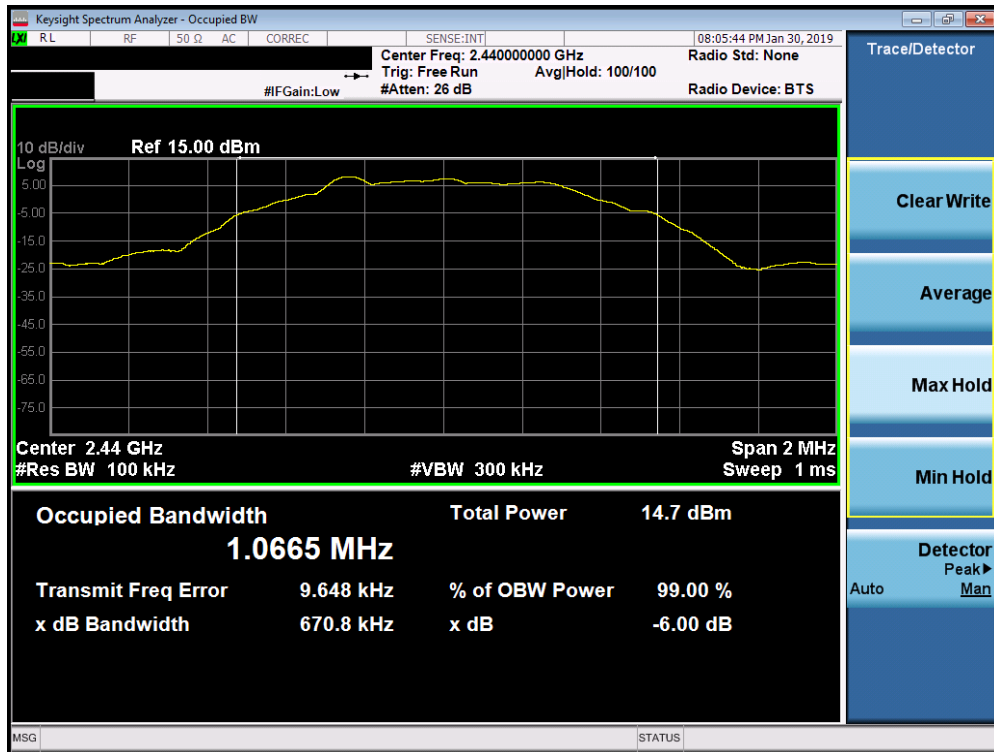 Keysight Spectrum Analyzer - Occupied BW
LXI RL RF 50 Ω AC CORREC SENSE:INT 08:05:44 PM Jan 30, 2019
Center Freq: 2.440000000 GHz Radio Std: None
Trig: Free Run Avg|Hold: 100/100
#IFGain:Low #Atten: 26 dB Radio Device: BTS
10 dB/div Ref 15.00 dBm
Log
5.00
-5.00
-15.0
-25.0
-35.0
-45.0
-55.0
-65.0
-75.0
Center 2.44 GHz Span 2 MHz
#Res BW 100 kHz #VBW 300 kHz Sweep 1 ms
Occupied Bandwidth Total Power 14.7 dBm
1.0665 MHz
Transmit Freq Error 9.648 kHz % of OBW Power 99.00 %
x dB Bandwidth 670.8 kHz x dB -6.00 dB
MSG STATUS
Trace/Detector
Clear Write
Average
Max Hold
Min Hold
Detector
Peak▶
Auto Man